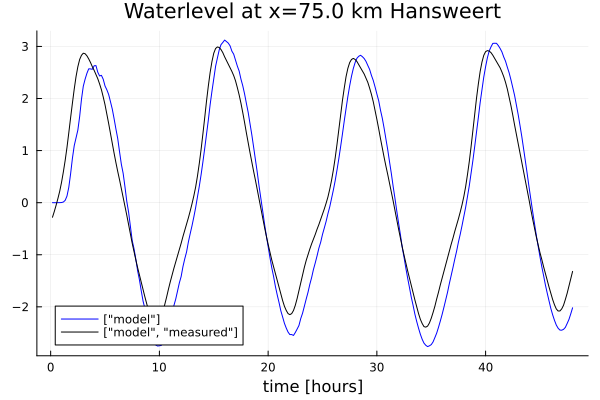 Waterlevel at x=75.0 km Hansweert
3
2
1
0
−1
−2
["model"]
["model", "measured"]
0 10 20 30 40
time [hours]